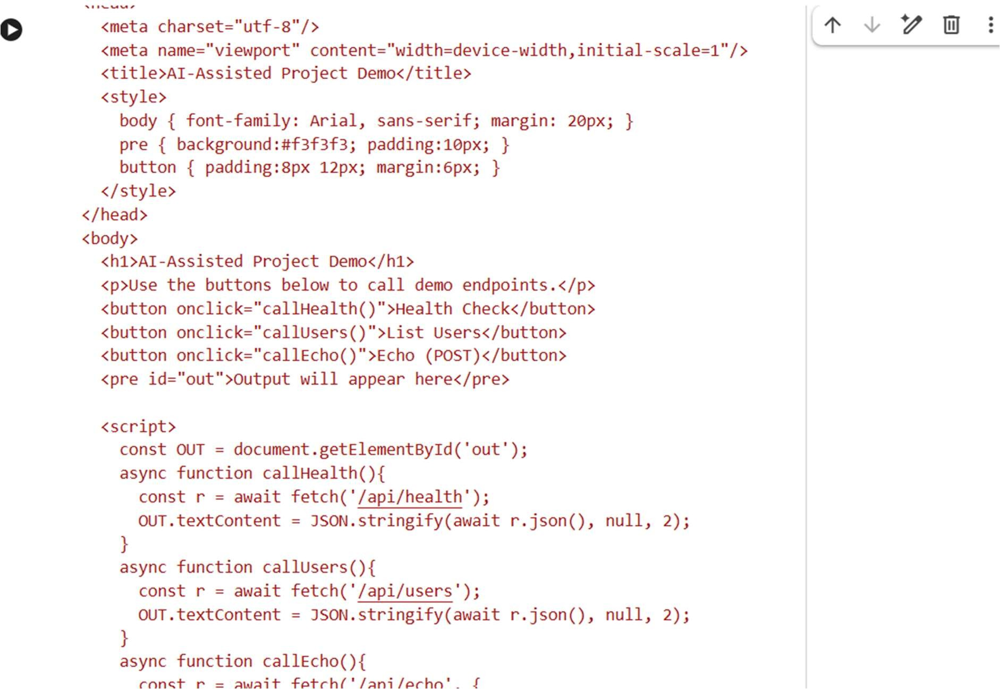 <meta charset="utf-8"/>
<meta name="viewport" content="width=device-width,initial-scale=1"/>
<title>AI-Assisted Project Demo</title>
<style>
body { font-family: Arial, sans-serif; margin: 20px; }
pre { background:#f3f3f3; padding:10px; }
button { padding:8px 12px; margin:6px; }
</style>
</head>
<body>
<h1>AI-Assisted Project Demo</h1>
<p>Use the buttons below to call demo endpoints.</p>
<button onclick="callHealth()">Health Check</button>
<button onclick="callUsers()">List Users</button>
<button onclick="callEcho()">Echo (POST)</button>
<pre id="out">Output will appear here</pre>
<script>
const OUT = document.getElementById('out');
async function callHealth(){
const r = await fetch('/api/health');
OUT.textContent = JSON.stringify(await r.json(), null, 2);
}
async function callUsers(){
const r = await fetch('/api/users');
OUT.textContent = JSON.stringify(await r.json(), null, 2);
}
async function callEcho(){
const r = await fetch('/api/echo', {